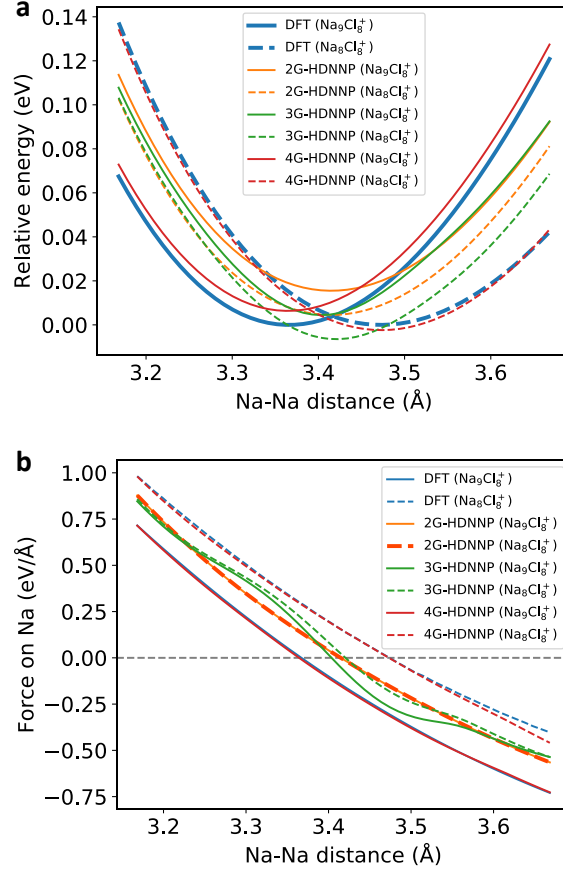 a
0.14
0.12
0.10
0.08
0.06
0.04
0.02
0.00
Relative energy (eV)
DFT (Na₉Cl₈⁺)
DFT (Na₈Cl₈⁺)
2G-HDNNP (Na₉Cl₈⁺)
2G-HDNNP (Na₈Cl₈⁺)
3G-HDNNP (Na₉Cl₈⁺)
3G-HDNNP (Na₈Cl₈⁺)
4G-HDNNP (Na₉Cl₈⁺)
4G-HDNNP (Na₈Cl₈⁺)
3.2 3.3 3.4 3.5 3.6
Na-Na distance (Å)
b
1.00
0.75
0.50
0.25
0.00
−0.25
−0.50
−0.75
Force on Na (eV/Å)
DFT (Na₉Cl₈⁺)
DFT (Na₈Cl₈⁺)
2G-HDNNP (Na₉Cl₈⁺)
2G-HDNNP (Na₈Cl₈⁺)
3G-HDNNP (Na₉Cl₈⁺)
3G-HDNNP (Na₈Cl₈⁺)
4G-HDNNP (Na₉Cl₈⁺)
4G-HDNNP (Na₈Cl₈⁺)
3.2 3.3 3.4 3.5 3.6
Na-Na distance (Å)